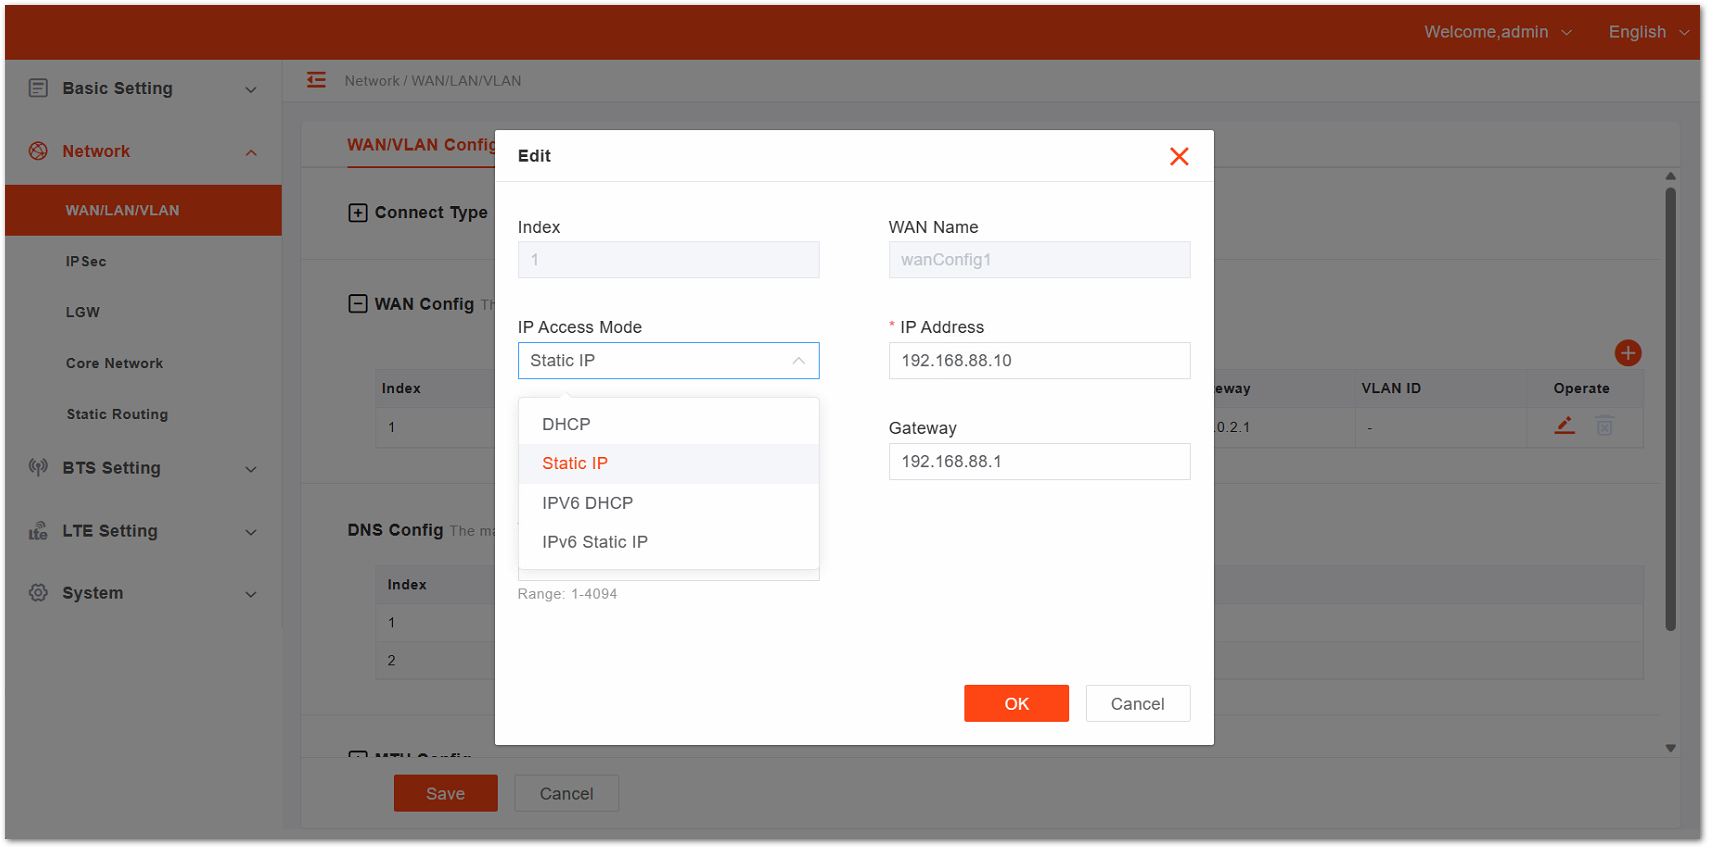 Welcome,admin
English
Basic Setting
Network
WAN/LAN/VLAN
IPSec
LGW
Core Network
Static Routing
BTS Setting
LTE Setting
System
Network / WAN/LAN/VLAN
WAN/VLAN Config
Connect Type
WAN Config
Index
Gateway
VLAN ID
Operate
1
.0.2.1
-
DNS Config The ma
Index
1
2
MTU Config
Save
Cancel
Edit
Index
1
WAN Name
wanConfig1
IP Access Mode
Static IP
* IP Address
192.168.88.10
DHCP
Static IP
IPV6 DHCP
IPv6 Static IP
Gateway
192.168.88.1
Range: 1-4094
OK
Cancel